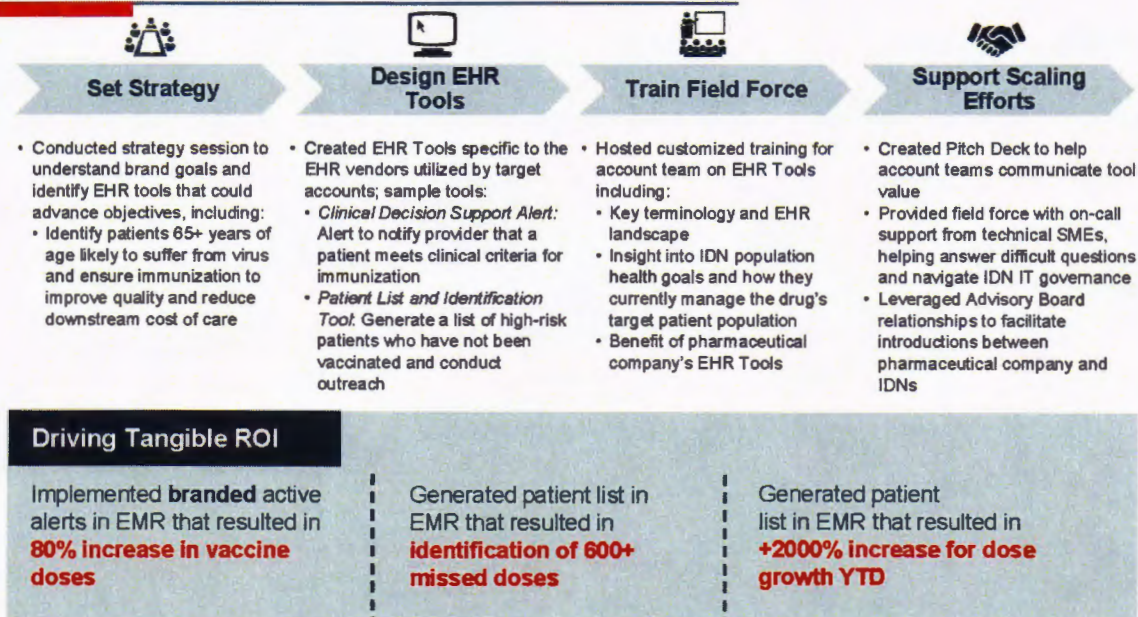 Set Strategy
Design EHR
Tools
Train Field Force
Support Scaling
Efforts
• Conducted strategy session to
understand brand goals and
identify EHR tools that could
advance objectives, including:
• Identify patients 65+ years of
age likely to suffer from virus
and ensure immunization to
improve quality and reduce
downstream cost of care
• Created EHR Tools specific to the
EHR vendors utilized by target
accounts; sample tools:
• Clinical Decision Support Alert:
Alert to notify provider that a
patient meets clinical criteria for
immunization
• Patient List and Identification
Tool: Generate a list of high-risk
patients who have not been
vaccinated and conduct
outreach
• Hosted customized training for
account team on EHR Tools
including:
• Key terminology and EHR
landscape
• Insight into IDN population
health goals and how they
currently manage the drug's
target patient population
• Benefit of pharmaceutical
company's EHR Tools
• Created Pitch Deck to help
account teams communicate tool
value
• Provided field force with on-call
support from technical SMEs,
helping answer difficult questions
and navigate IDN IT governance
• Leveraged Advisory Board
relationships to facilitate
introductions between
pharmaceutical company and
IDNs
Driving Tangible ROI
Implemented branded active
alerts in EMR that resulted in
80% increase in vaccine
doses
Generated patient list in
EMR that resulted in
identification of 600+
missed doses
Generated patient
list in EMR that resulted in
+2000% increase for dose
growth YTD